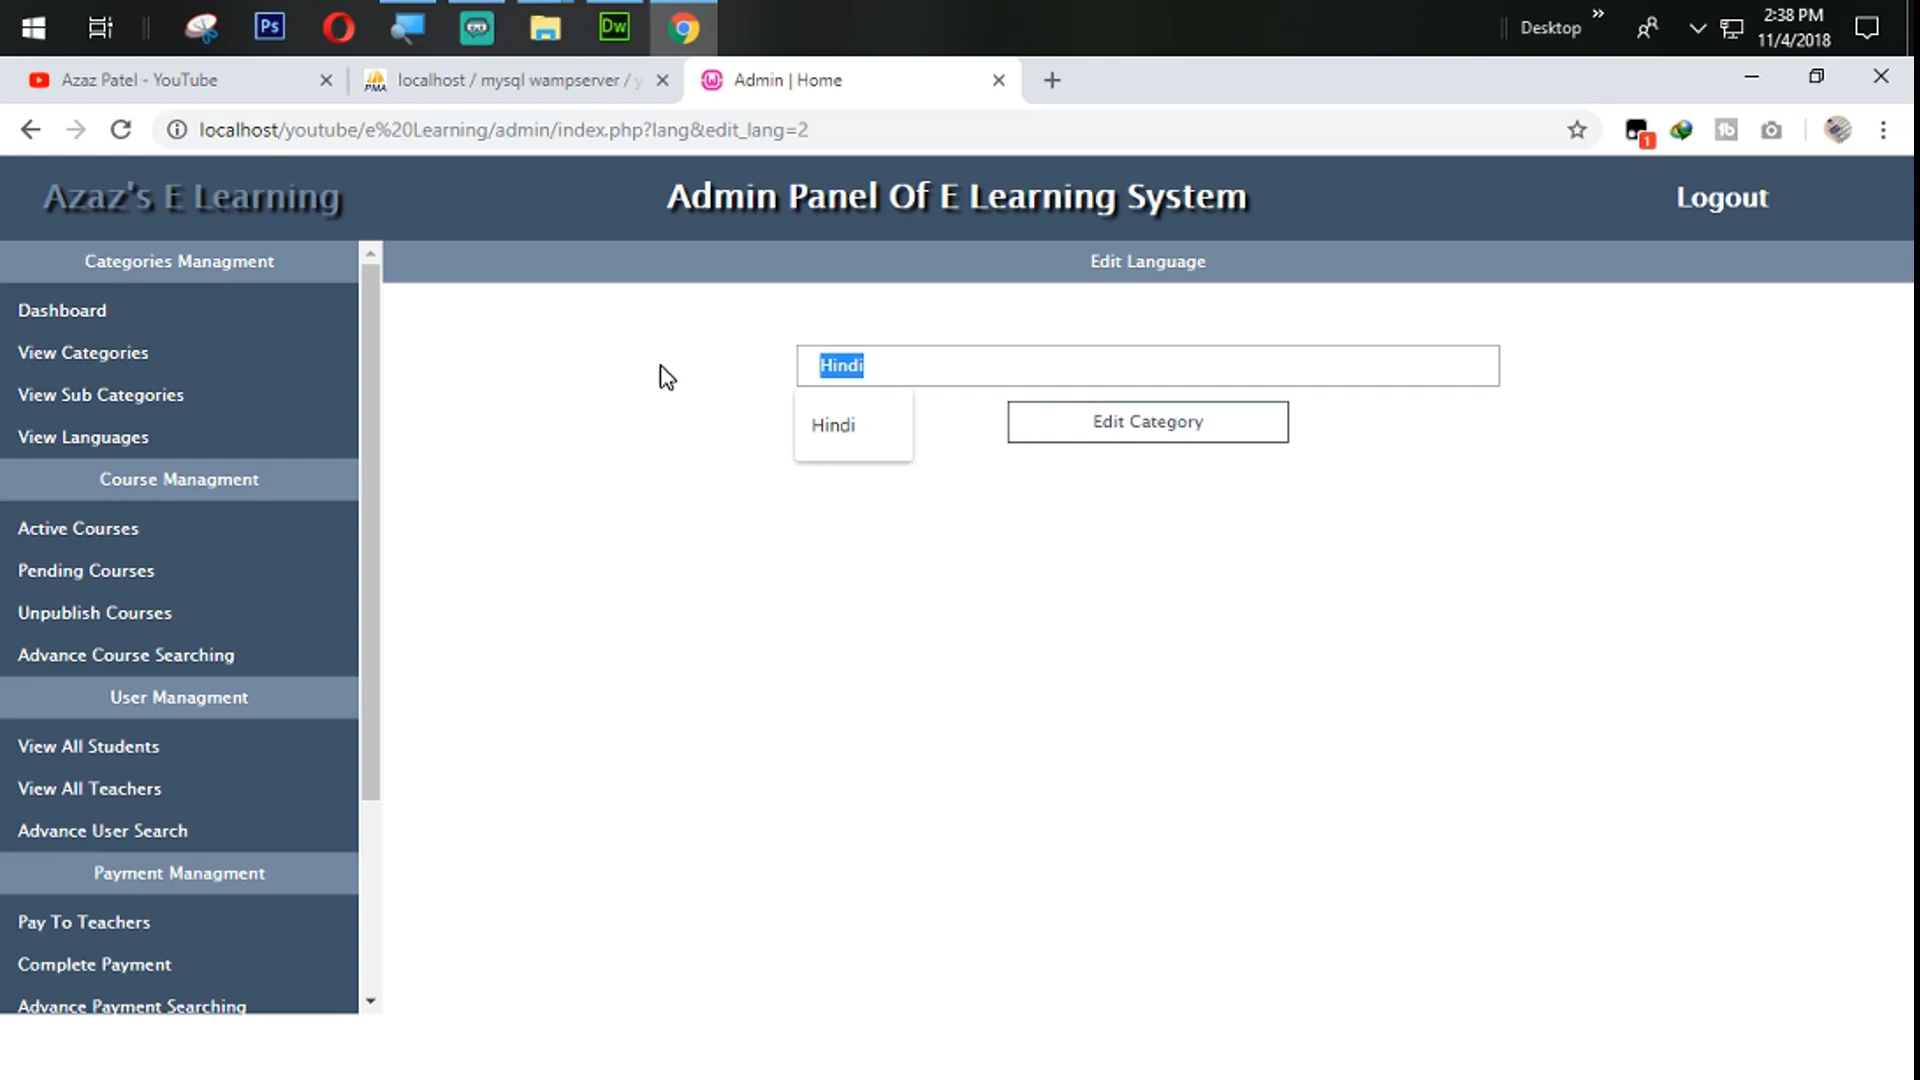 Ps
Dw
Desktop
»
2:38 PM
11/4/2018
Azaz Patel - YouTube
PMA
localhost / mysql wampserver / y
Admin | Home
localhost/youtube/e%20Learning/admin/index.php?lang&edit_lang=2
1
Azaz's E Learning
Admin Panel Of E Learning System
Logout
Categories Managment
Dashboard
View Categories
View Sub Categories
View Languages
Course Managment
Active Courses
Pending Courses
Unpublish Courses
Advance Course Searching
User Managment
View All Students
View All Teachers
Advance User Search
Payment Managment
Pay To Teachers
Complete Payment
Advance Payment Searching
Edit Language
Hindi
Hindi
Edit Category